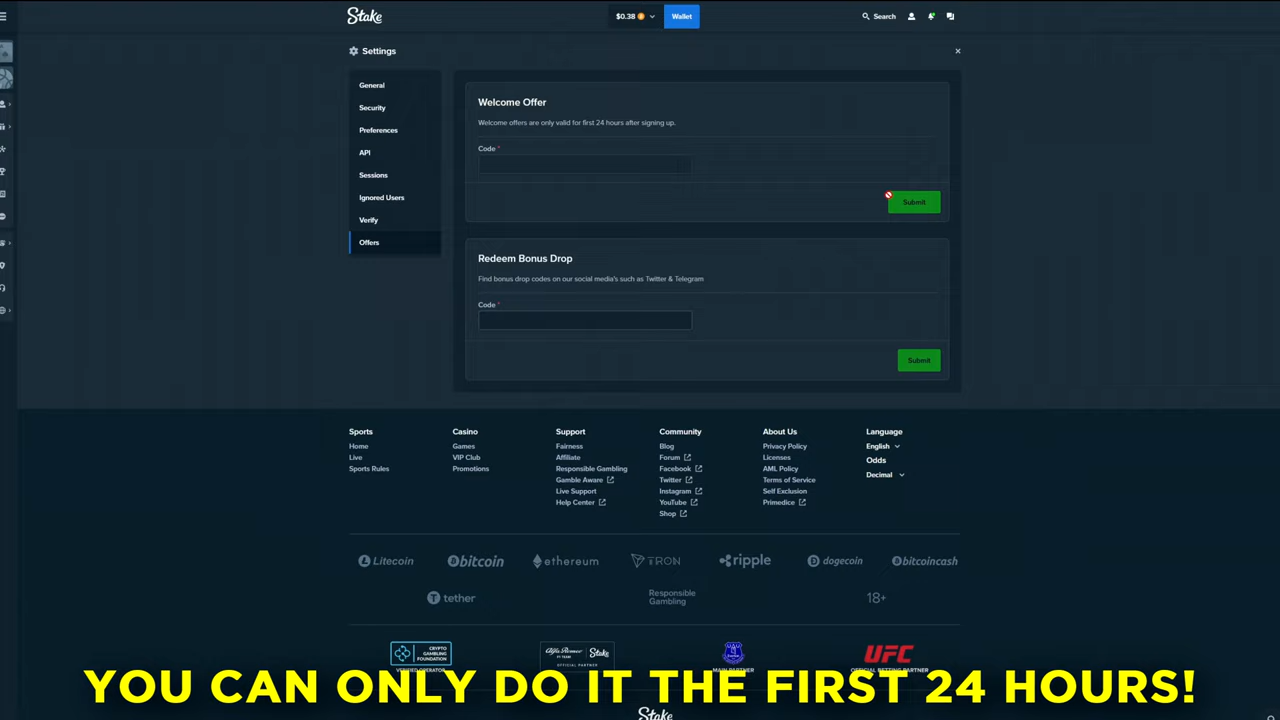 Stake
$0.38
Wallet
Search
Settings
General
Security
Preferences
API
Sessions
Ignored Users
Verify
Offers
Welcome Offer
Welcome offers are only valid for first 24 hours after signing up.
Code *
Submit
Redeem Bonus Drop
Find bonus drop codes on our social media's such as Twitter & Telegram
Code *
Submit
Sports
Home
Live
Sports Rules
Casino
Games
VIP Club
Promotions
Support
Fairness
Affiliate
Responsible Gambling
Gamble Aware
Live Support
Help Center
Community
Blog
Forum
Facebook
Twitter
Instagram
YouTube
Shop
About Us
Privacy Policy
Licenses
AML Policy
Terms of Service
Self Exclusion
Primedice
Language
English
Odds
Decimal
Litecoin
bitcoin
ethereum
TRON
ripple
dogecoin
bitcoincash
tether
Responsible
Gambling
18+
CRYPTO
GAMBLING
FOUNDATION
VERIFIED OPERATOR
Alfa Romeo
F1 TEAM
Stake
OFFICIAL PARTNER
MAIN PARTNER
UFC
OFFICIAL BETTING PARTNER
YOU CAN ONLY DO IT THE FIRST 24 HOURS!
Stake